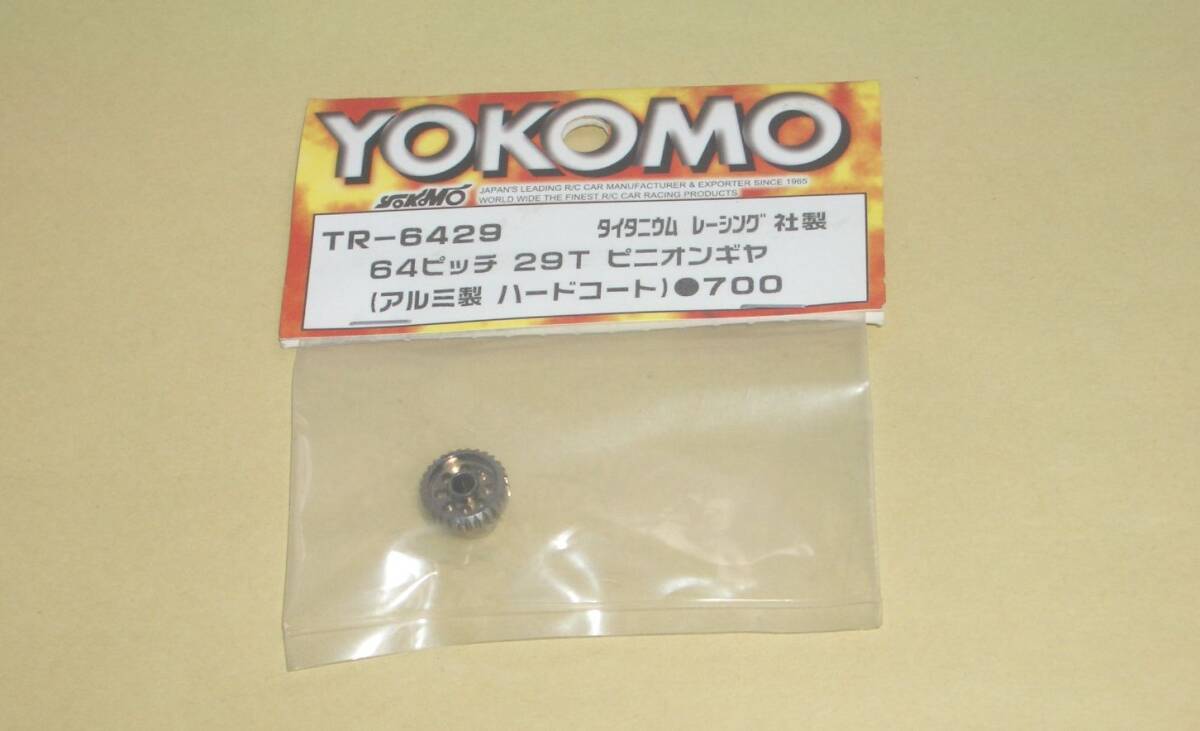 YOKOMO
YOKOMO
JAPAN'S LEADING R/C CAR MANUFACTURER & EXPORTER SINCE 1965
WORLD WIDE THE FINEST R/C CAR RACING PRODUCTS
TR-6429 タイタニウム レーシング 社製
64ピッチ 29T ピニオンギヤ
(アルミ製 ハードコート)●700